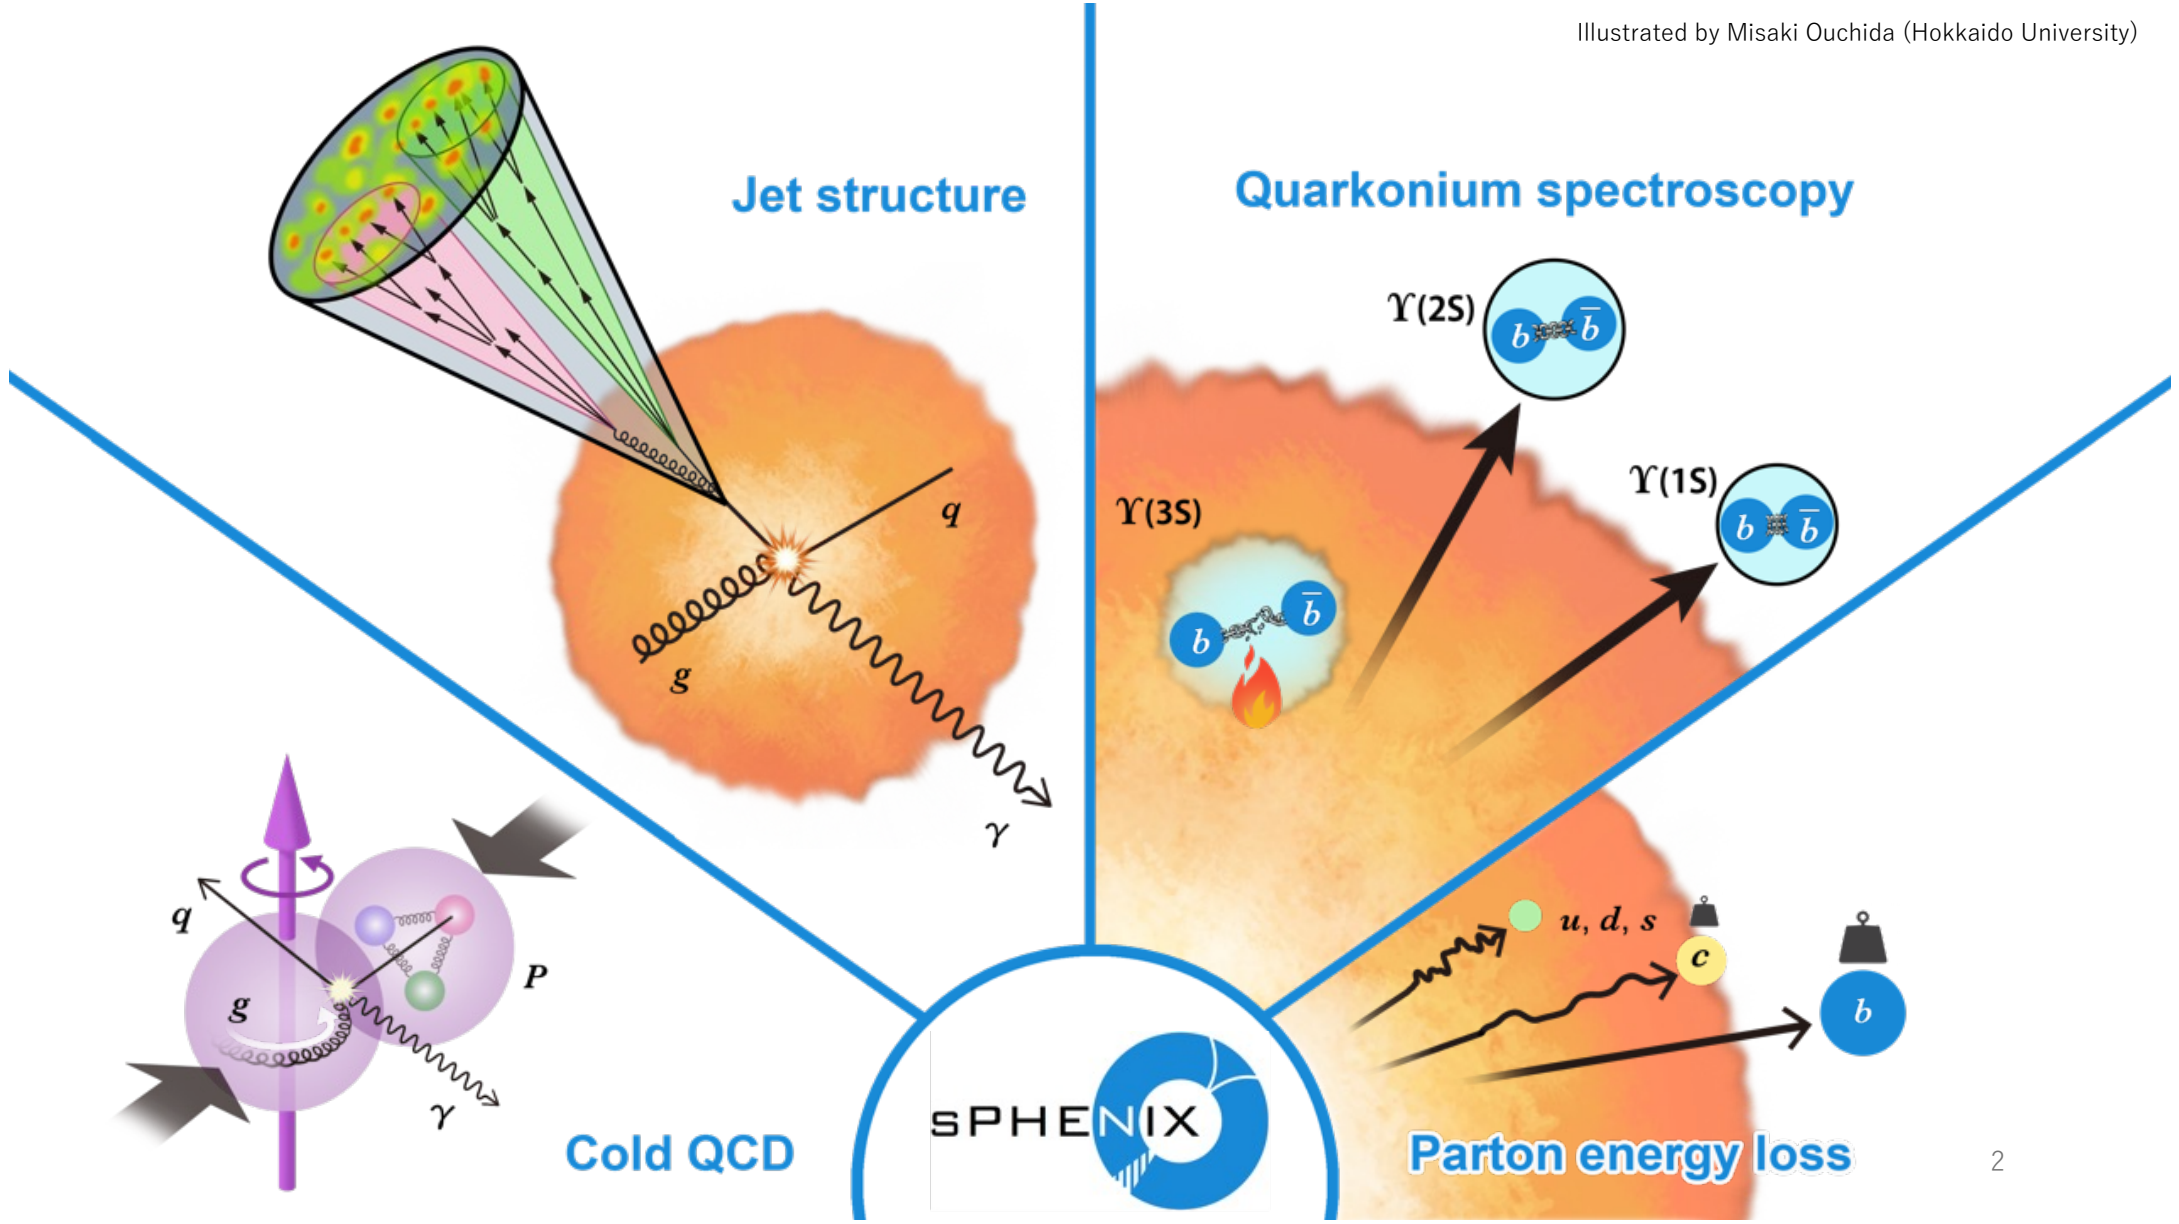 Illustrated by Misaki Ouchida (Hokkaido University)
Jet structure
q
g
γ
Quarkonium spectroscopy
ϒ(2S)
b b̅
ϒ(1S)
b b̅
ϒ(3S)
b b̅
q
g
P
γ
Cold QCD
sPHENIX
u, d, s
c
b
Parton energy loss
2